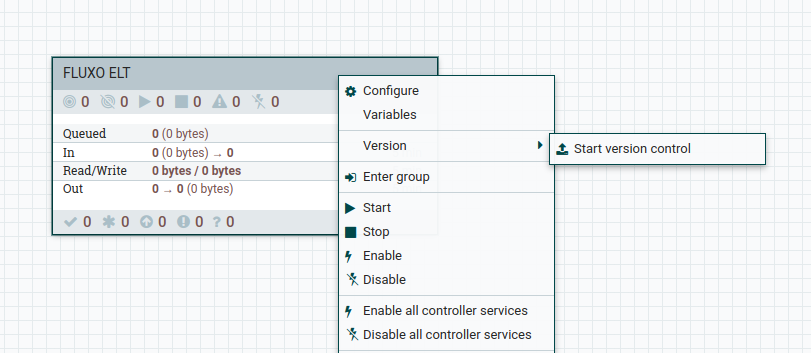 FLUXO ELT
0 0 0 0 0 0
Queued 0 (0 bytes)
In 0 (0 bytes) → 0
Read/Write 0 bytes / 0 bytes
Out 0 → 0 (0 bytes)
0 0 0 0 ? 0
Configure
Variables
Version
Start version control
Enter group
Start
Stop
Enable
Disable
Enable all controller services
Disable all controller services